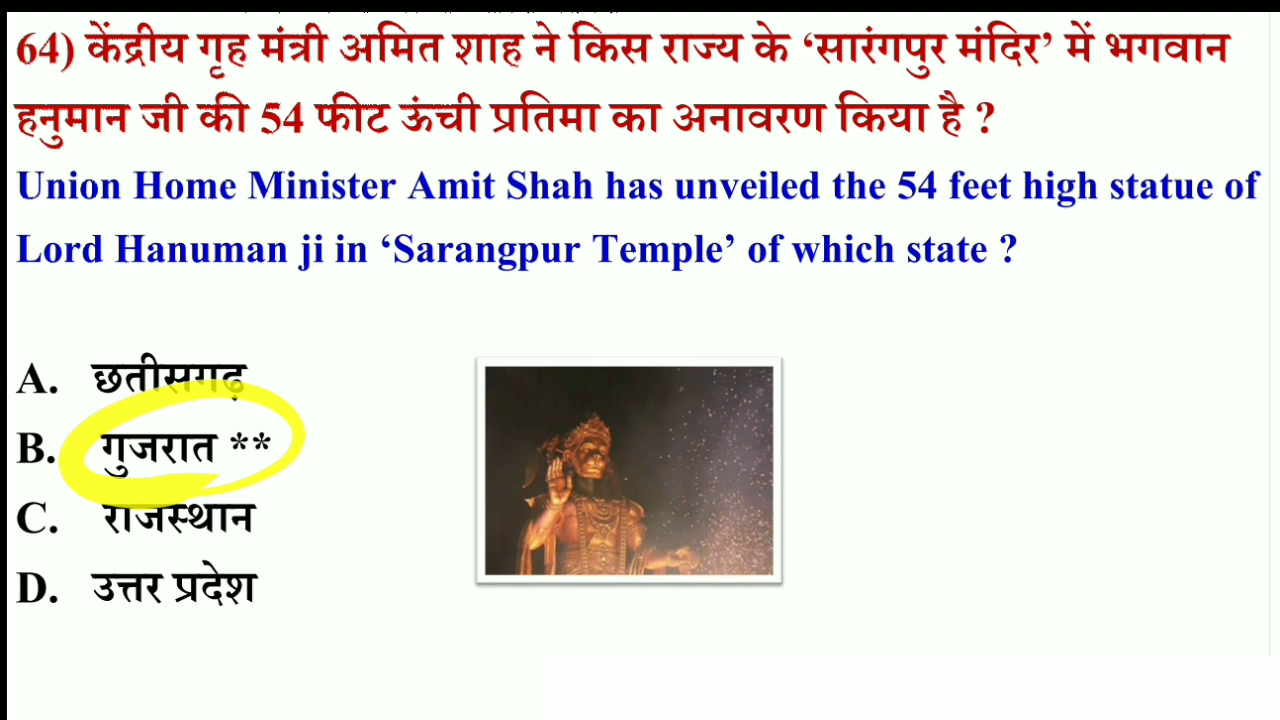 64) केंद्रीय गृह मंत्री अमित शाह ने किस राज्य के ‘सारंगपुर मंदिर’ में भगवान
हनुमान जी की 54 फीट ऊंची प्रतिमा का अनावरण किया है ?
Union Home Minister Amit Shah has unveiled the 54 feet high statue of
Lord Hanuman ji in ‘Sarangpur Temple’ of which state ?
A. छतीसगढ़
B. गुजरात **
C. राजस्थान
D. उत्तर प्रदेश